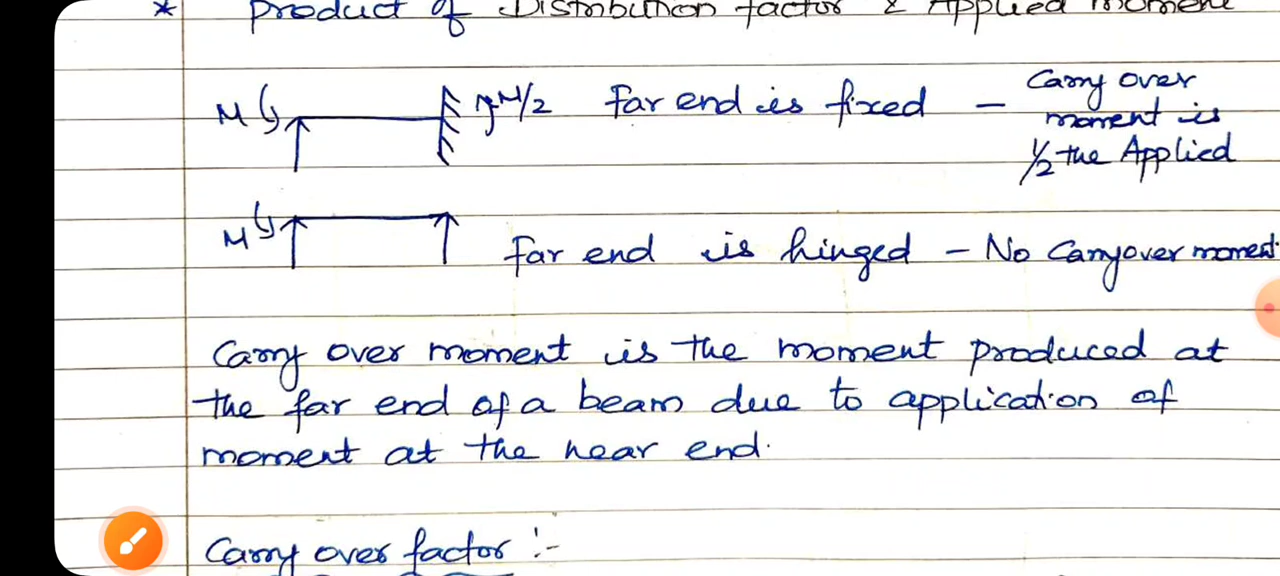 * Product of Distribution factor & Applied moment
M M/2 Far end is fixed - Carry over
moment is
1/2 the Applied
M Far end is hinged - No Carryover moment
Carry over moment is the moment produced at
the far end of a beam due to application of
moment at the near end.
Carry over factor :-